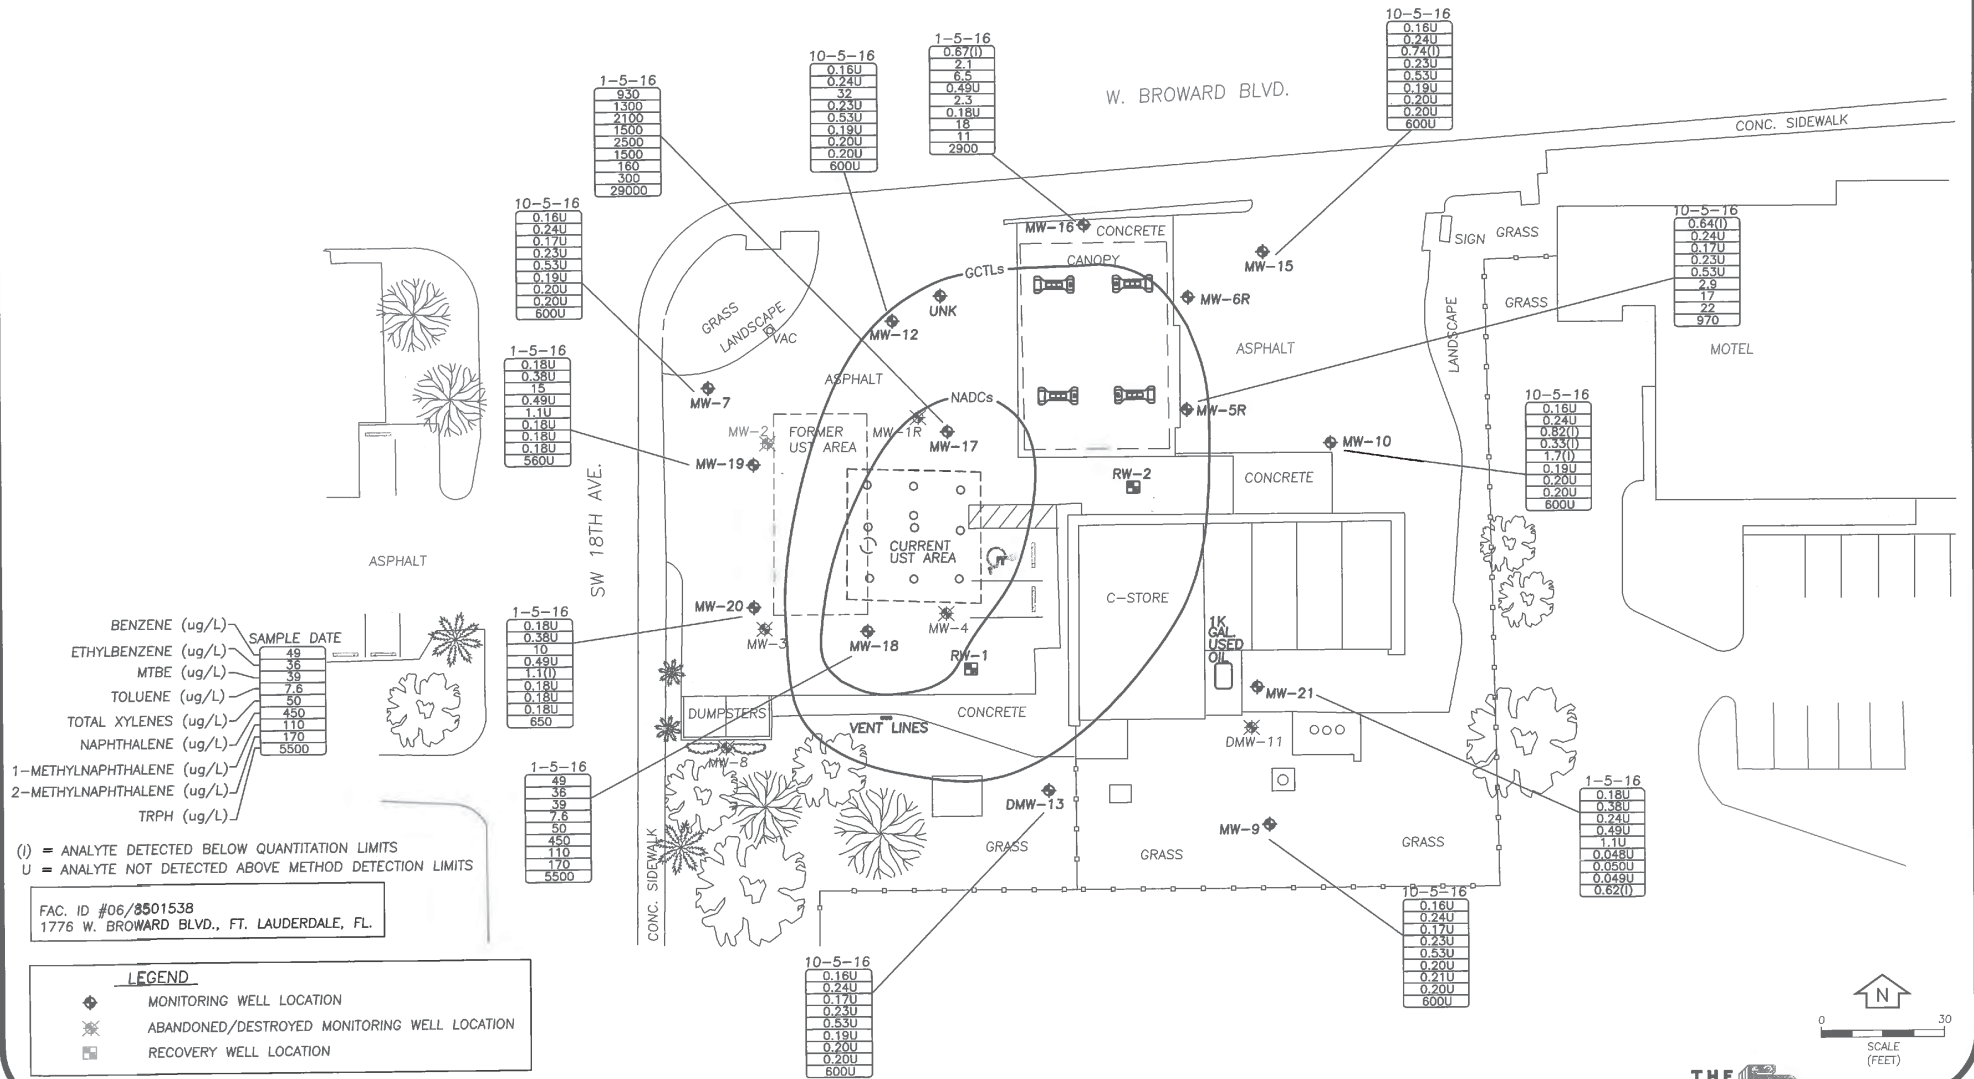 10-5-16
0.16U
0.24U
0.74(I)
0.23U
0.53U
0.19U
0.20U
0.20U
600U
1-5-16
0.67(I)
2.1
6.5
0.49U
2.3
0.18U
18
11
2900
10-5-16
0.16U
0.24U
32
0.23U
0.53U
0.19U
0.20U
0.20U
600U
1-5-16
930
1300
2100
1500
2500
1500
160
300
29000
W. BROWARD BLVD.
CONC. SIDEWALK
10-5-16
0.16U
0.24U
0.17U
0.23U
0.53U
0.19U
0.20U
0.20U
600U
10-5-16
0.64(I)
0.24U
0.17U
0.23U
0.53U
2.9
17
22
970
MW-16
CONCRETE
CANOPY
MW-15
SIGN
GRASS
GRASS
GCTLs
UNK
MW-6R
MW-12
GRASS
LANDSCAPE
VAC
ASPHALT
LANDSCAPE
MOTEL
1-5-16
0.18U
0.38U
15
0.49U
1.1U
0.18U
0.18U
0.18U
560U
ASPHALT
MW-7
NADCs
MW-5R
MW-2
FORMER
UST AREA
MW-1R
MW-17
MW-10
MW-19
RW-2
CONCRETE
10-5-16
0.16U
0.24U
0.82(I)
0.33(I)
1.7(I)
0.19U
0.20U
0.20U
600U
SW 18TH AVE.
ASPHALT
CURRENT
UST AREA
C-STORE
MW-20
MW-3
MW-18
MW-4
RW-1
1K
GAL.
USED
OIL
1-5-16
0.18U
0.38U
10
0.49U
1.1(I)
0.18U
0.18U
0.18U
650
BENZENE (ug/L)
ETHYLBENZENE (ug/L)
MTBE (ug/L)
TOLUENE (ug/L)
TOTAL XYLENES (ug/L)
NAPHTHALENE (ug/L)
1-METHYLNAPHTHALENE (ug/L)
2-METHYLNAPHTHALENE (ug/L)
TRPH (ug/L)
SAMPLE DATE
49
36
39
7.6
50
450
110
170
5500
MW-21
DUMPSTERS
CONCRETE
VENT LINES
DMW-11
MW-8
1-5-16
49
36
39
7.6
50
450
110
170
5500
DMW-13
MW-9
GRASS
GRASS
GRASS
CONC. SIDEWALK
1-5-16
0.18U
0.38U
0.24U
0.49U
1.1U
0.048U
0.050U
0.049U
0.62(I)
(I) = ANALYTE DETECTED BELOW QUANTITATION LIMITS
U = ANALYTE NOT DETECTED ABOVE METHOD DETECTION LIMITS
FAC. ID #06/8501538
1776 W. BROWARD BLVD., FT. LAUDERDALE, FL.
10-5-16
0.16U
0.24U
0.17U
0.23U
0.53U
0.20U
0.21U
0.20U
600U
10-5-16
0.16U
0.24U
0.17U
0.23U
0.53U
0.19U
0.20U
0.20U
600U
LEGEND
MONITORING WELL LOCATION
ABANDONED/DESTROYED MONITORING WELL LOCATION
RECOVERY WELL LOCATION
N
0 30
SCALE
(FEET)
THE